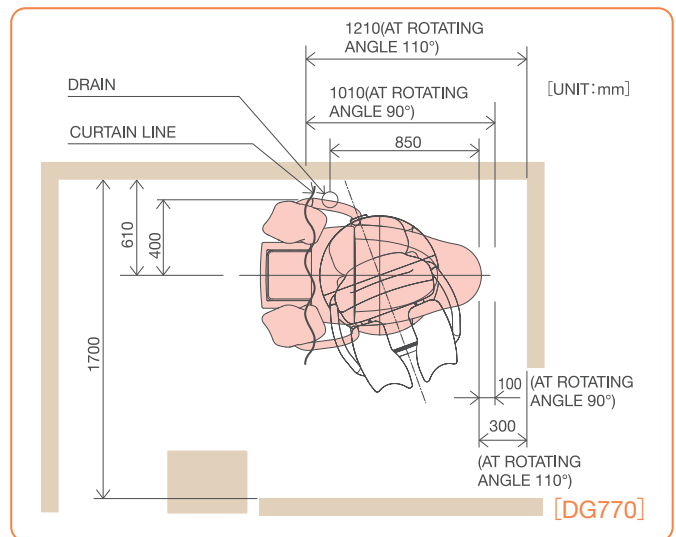 1210(AT ROTATING
ANGLE 110°)
DRAIN
1010(AT ROTATING
ANGLE 90°)
[UNIT:mm]
CURTAIN LINE
850
610
400
1700
100
(AT ROTATING
ANGLE 90°)
300
(AT ROTATING
ANGLE 110°)
[DG770]